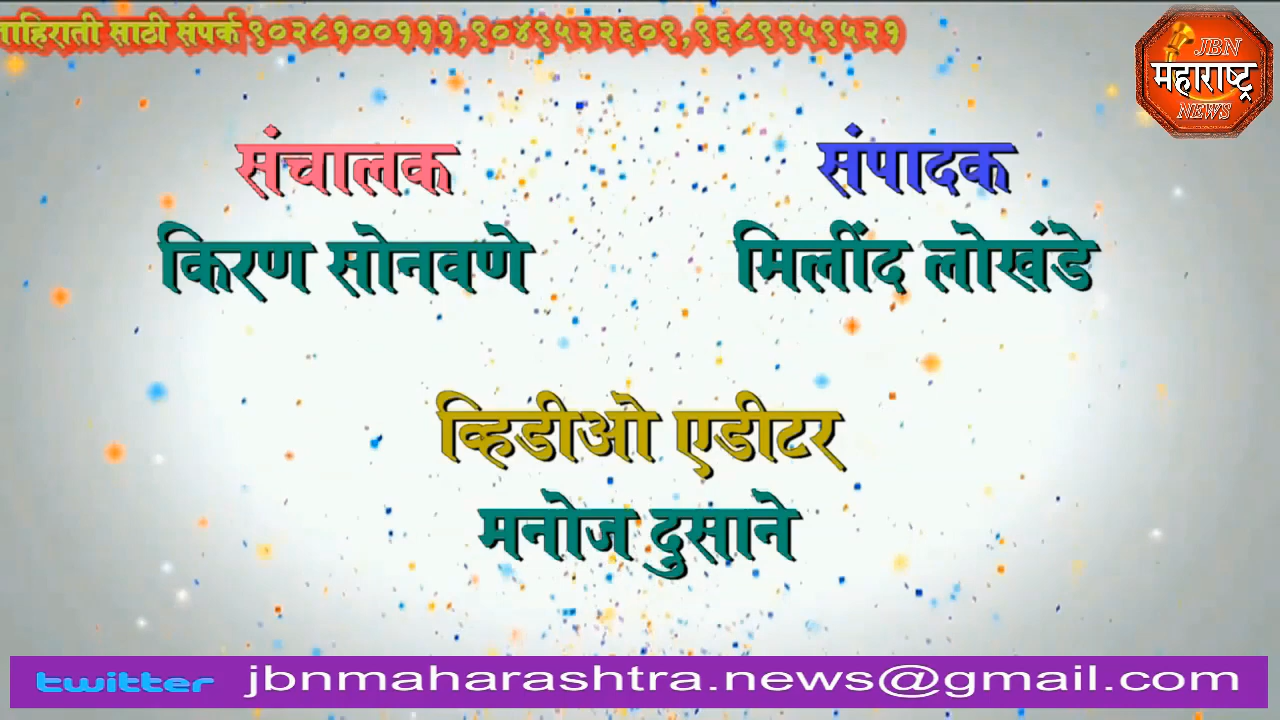 जाहिराती साठी संपर्क ९०२८१००१११,९०४९५२२६०९,९६८९९५९५२१
JBN
महाराष्ट्र
NEWS
संचालक
किरण सोनवणे
संपादक
मिलींद लोखंडे
व्हिडीओ एडीटर
मनोज दुसाने
twitter jbnmaharashtra.news@gmail.com